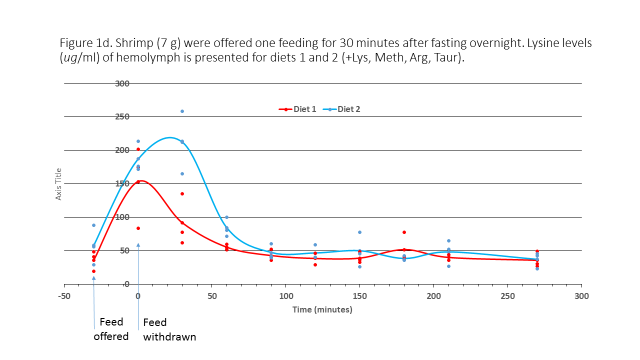 Figure 1d. Shrimp (7 g) were offered one feeding for 30 minutes after fasting overnight. Lysine levels
(ug/ml) of hemolymph is presented for diets 1 and 2 (+Lys, Meth, Arg, Taur).
300
250
200
150
100
50
0
Axis Title
Diet 1
Diet 2
-50 0 50 100 150 200 250 300
Time (minutes)
Feed
offered
Feed
withdrawn